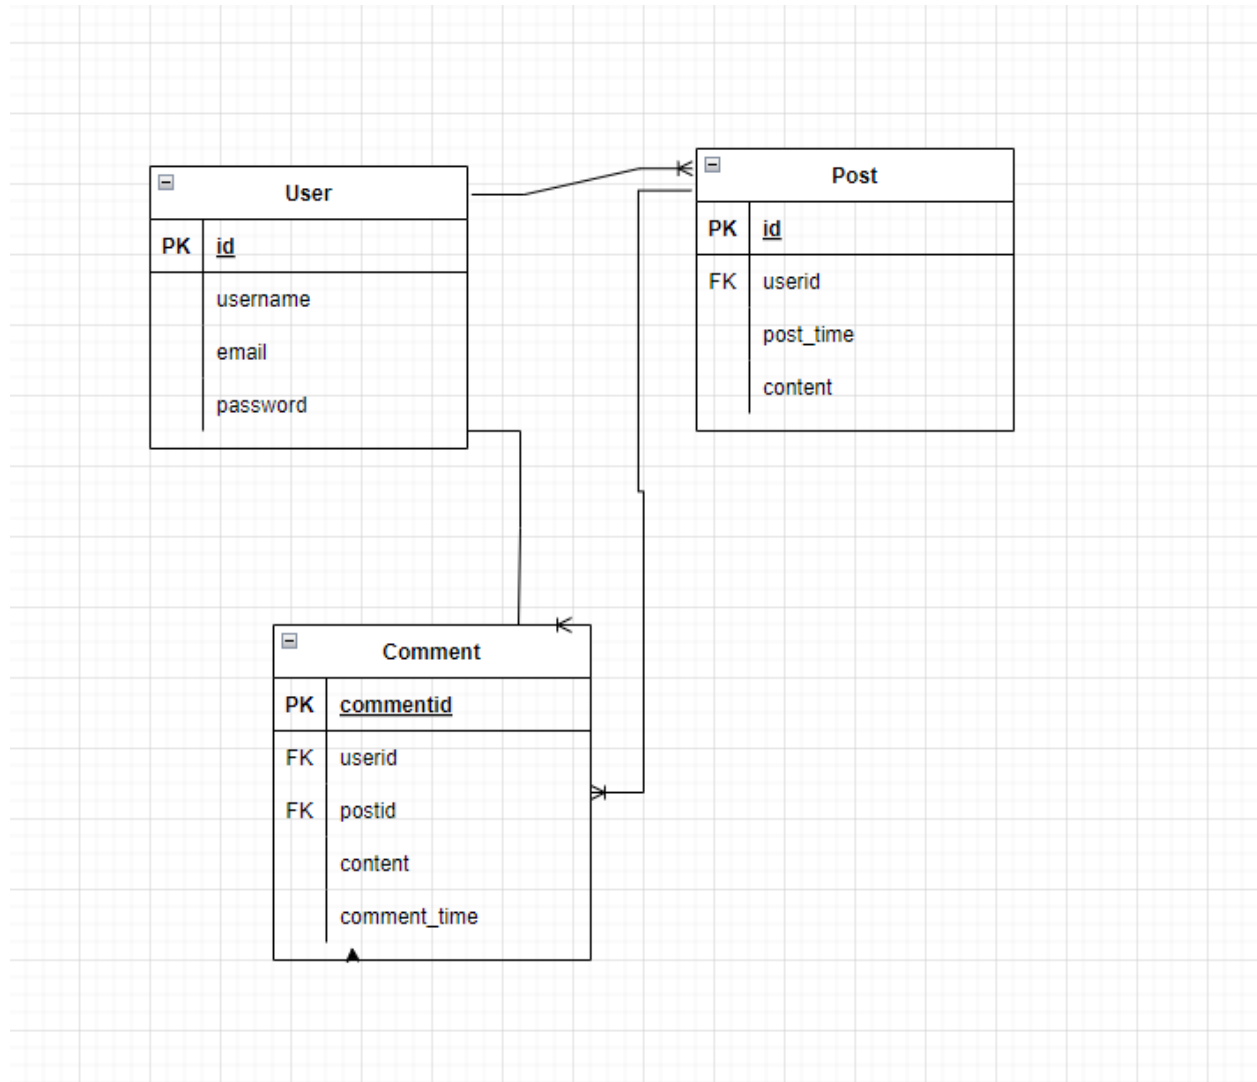 User
PK id
username
email
password
Post
PK id
FK userid
post_time
content
Comment
PK commentid
FK userid
FK postid
content
comment_time